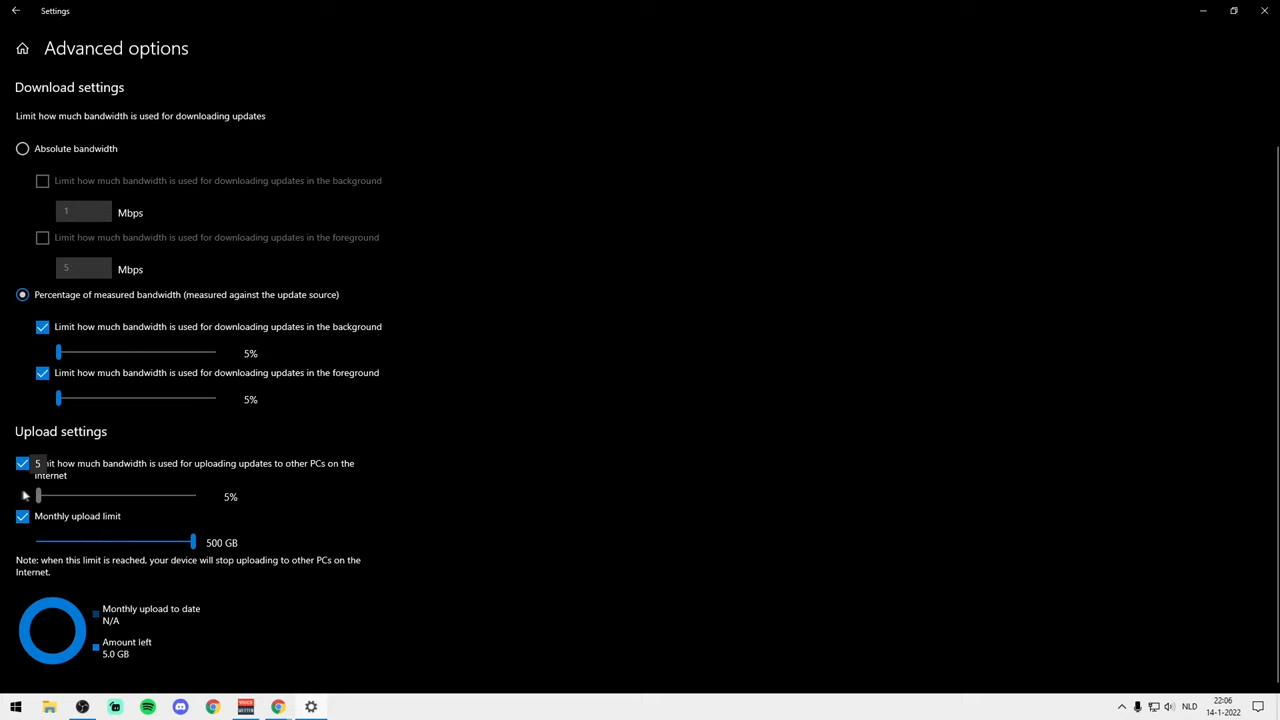 Settings
Advanced options
Download settings
Limit how much bandwidth is used for downloading updates
Absolute bandwidth
Limit how much bandwidth is used for downloading updates in the background
1 Mbps
Limit how much bandwidth is used for downloading updates in the foreground
5 Mbps
Percentage of measured bandwidth (measured against the update source)
Limit how much bandwidth is used for downloading updates in the background
5%
Limit how much bandwidth is used for downloading updates in the foreground
5%
Upload settings
5 it how much bandwidth is used for uploading updates to other PCs on the
Internet
5%
Monthly upload limit
500 GB
Note: when this limit is reached, your device will stop uploading to other PCs on the
Internet.
Monthly upload to date
N/A
Amount left
5.0 GB
NLD
22:06
14-1-2022